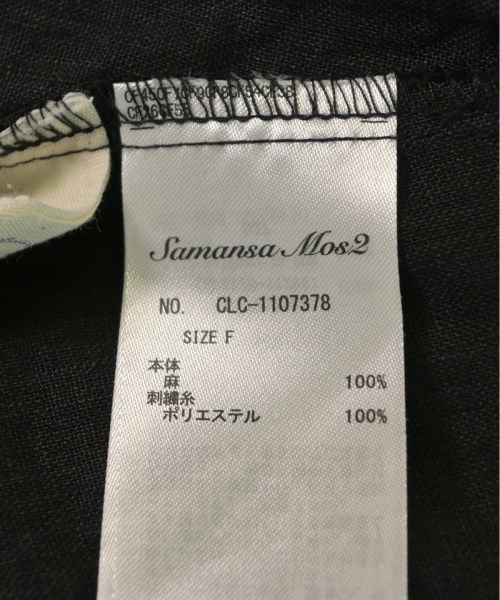 Samansa Mos2
NO. CLC-1107378
SIZE F
本体
麻 100%
刺繍糸
ポリエステル 100%